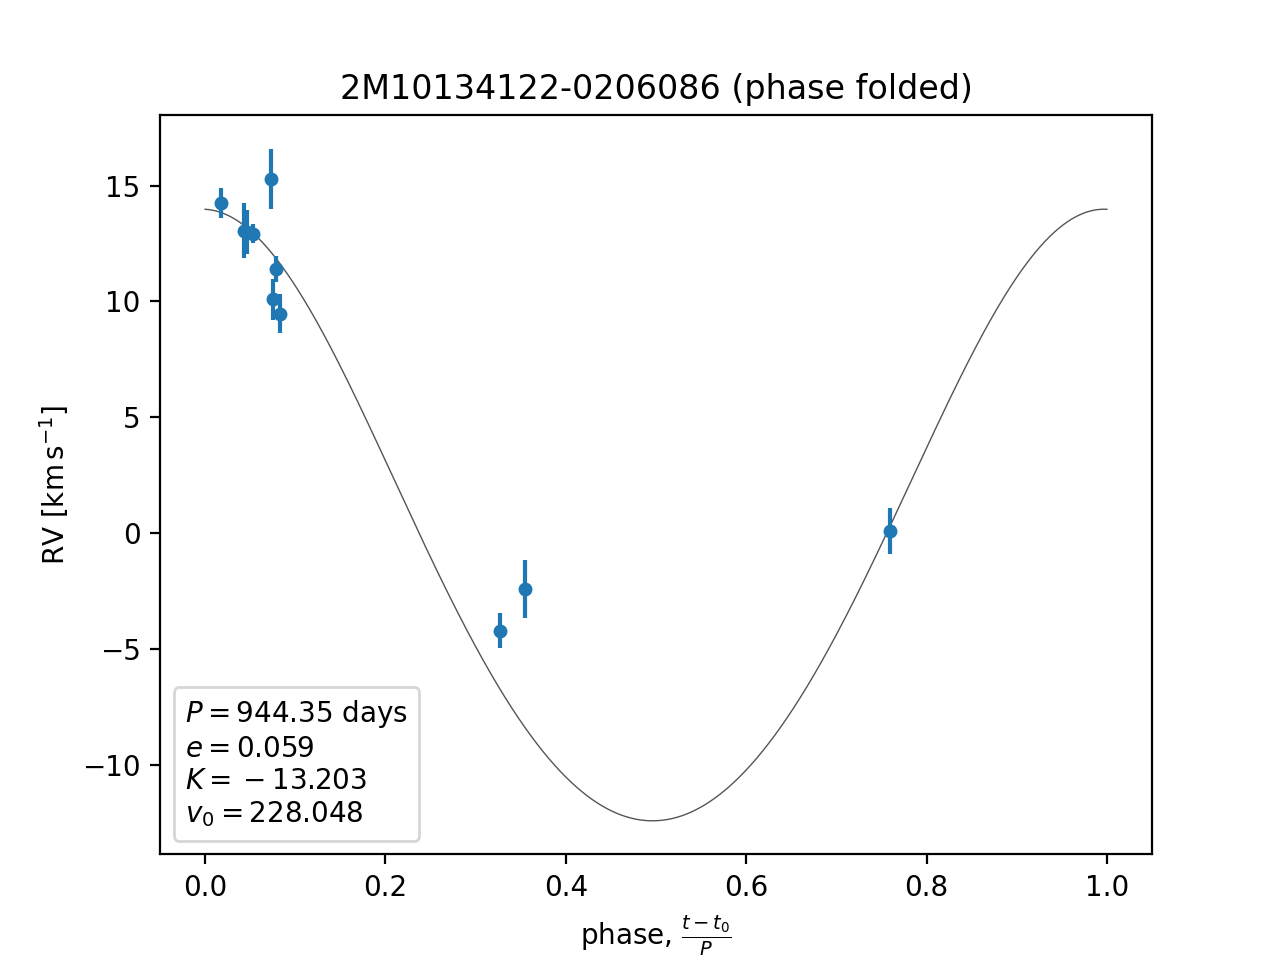 2M10134122-0206086 (phase folded)
RV [km s⁻¹]
15
10
5
0
−5
−10
P = 944.35 days
e = 0.059
K = −13.203
v₀ = 228.048
0.0 0.2 0.4 0.6 0.8 1.0
phase, (t − t₀)/P